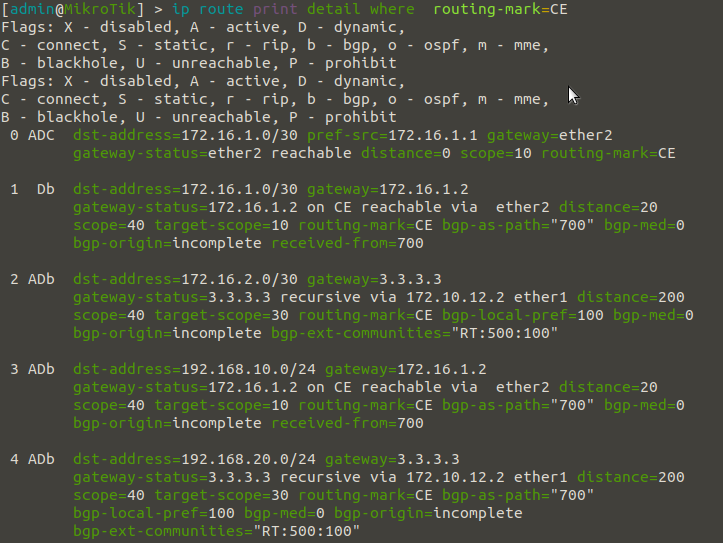 [admin@MikroTik] > ip route print detail where  routing-mark=CE
Flags: X - disabled, A - active, D - dynamic,
C - connect, S - static, r - rip, b - bgp, o - ospf, m - mme,
B - blackhole, U - unreachable, P - prohibit
Flags: X - disabled, A - active, D - dynamic,
C - connect, S - static, r - rip, b - bgp, o - ospf, m - mme,
B - blackhole, U - unreachable, P - prohibit
 0 ADC  dst-address=172.16.1.0/30 pref-src=172.16.1.1 gateway=ether2
        gateway-status=ether2 reachable distance=0 scope=10 routing-mark=CE
 1  Db  dst-address=172.16.1.0/30 gateway=172.16.1.2
        gateway-status=172.16.1.2 on CE reachable via  ether2 distance=20
        scope=40 target-scope=10 routing-mark=CE bgp-as-path="700" bgp-med=0
        bgp-origin=incomplete received-from=700
 2 ADb  dst-address=172.16.2.0/30 gateway=3.3.3.3
        gateway-status=3.3.3.3 recursive via 172.10.12.2 ether1 distance=200
        scope=40 target-scope=30 routing-mark=CE bgp-local-pref=100 bgp-med=0
        bgp-origin=incomplete bgp-ext-communities="RT:500:100"
 3 ADb  dst-address=192.168.10.0/24 gateway=172.16.1.2
        gateway-status=172.16.1.2 on CE reachable via  ether2 distance=20
        scope=40 target-scope=10 routing-mark=CE bgp-as-path="700" bgp-med=0
        bgp-origin=incomplete received-from=700
 4 ADb  dst-address=192.168.20.0/24 gateway=3.3.3.3
        gateway-status=3.3.3.3 recursive via 172.10.12.2 ether1 distance=200
        scope=40 target-scope=30 routing-mark=CE bgp-as-path="700"
        bgp-local-pref=100 bgp-med=0 bgp-origin=incomplete
        bgp-ext-communities="RT:500:100"